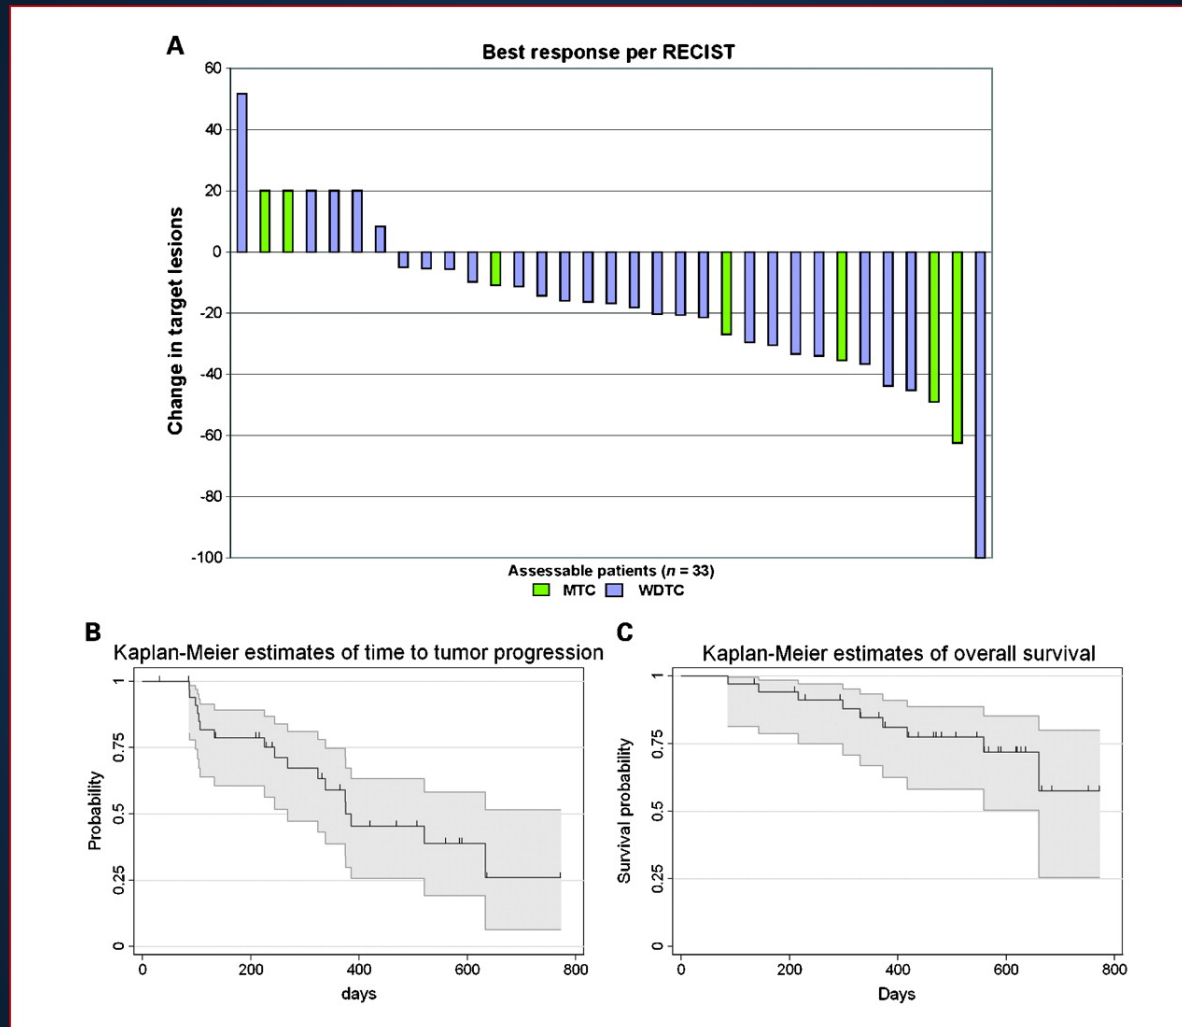 A
Best response per RECIST
60
40
20
0
-20
-40
-60
-80
-100
Change in target lesions
Assessable patients (n = 33)
MTC WDTC
B
Kaplan-Meier estimates of time to tumor progression
1
0.75
0.5
0.25
0
Probability
0 200 400 600 800
days
C
Kaplan-Meier estimates of overall survival
1
0.75
0.5
0.25
0
Survival probability
0 200 400 600 800
Days